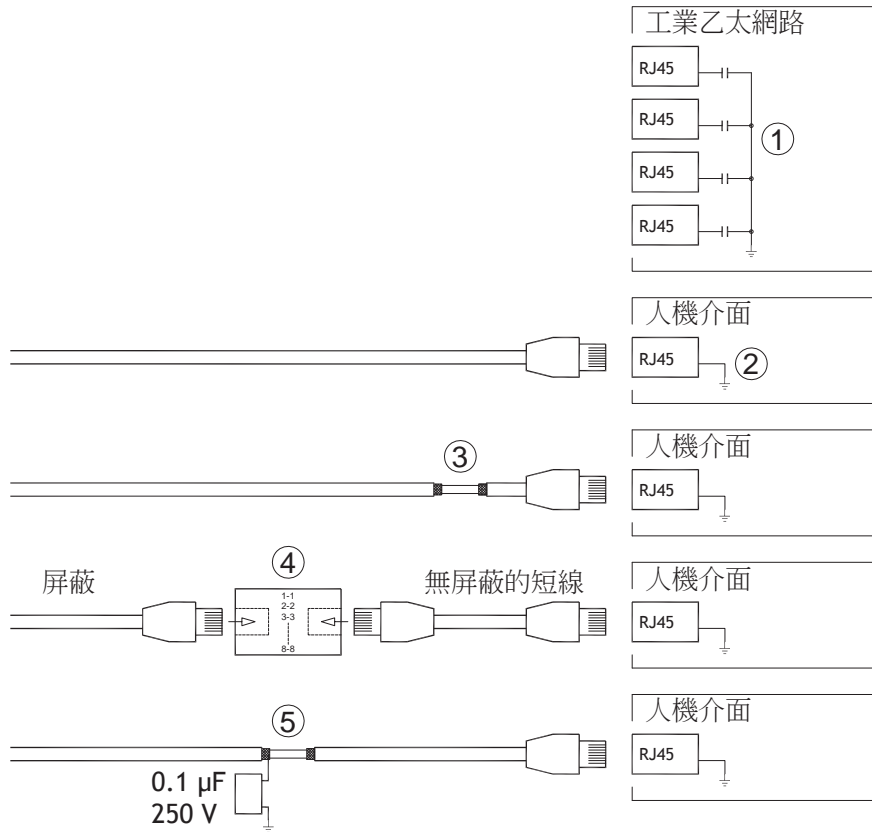 工業乙太網路
RJ45
RJ45
①
RJ45
RJ45
人機介面
RJ45
②
人機介面
③
RJ45
④
屏蔽
無屏蔽的短線
人機介面
1-1
2-2
3-3
8-8
RJ45
人機介面
⑤
RJ45
0.1 µF
250 V